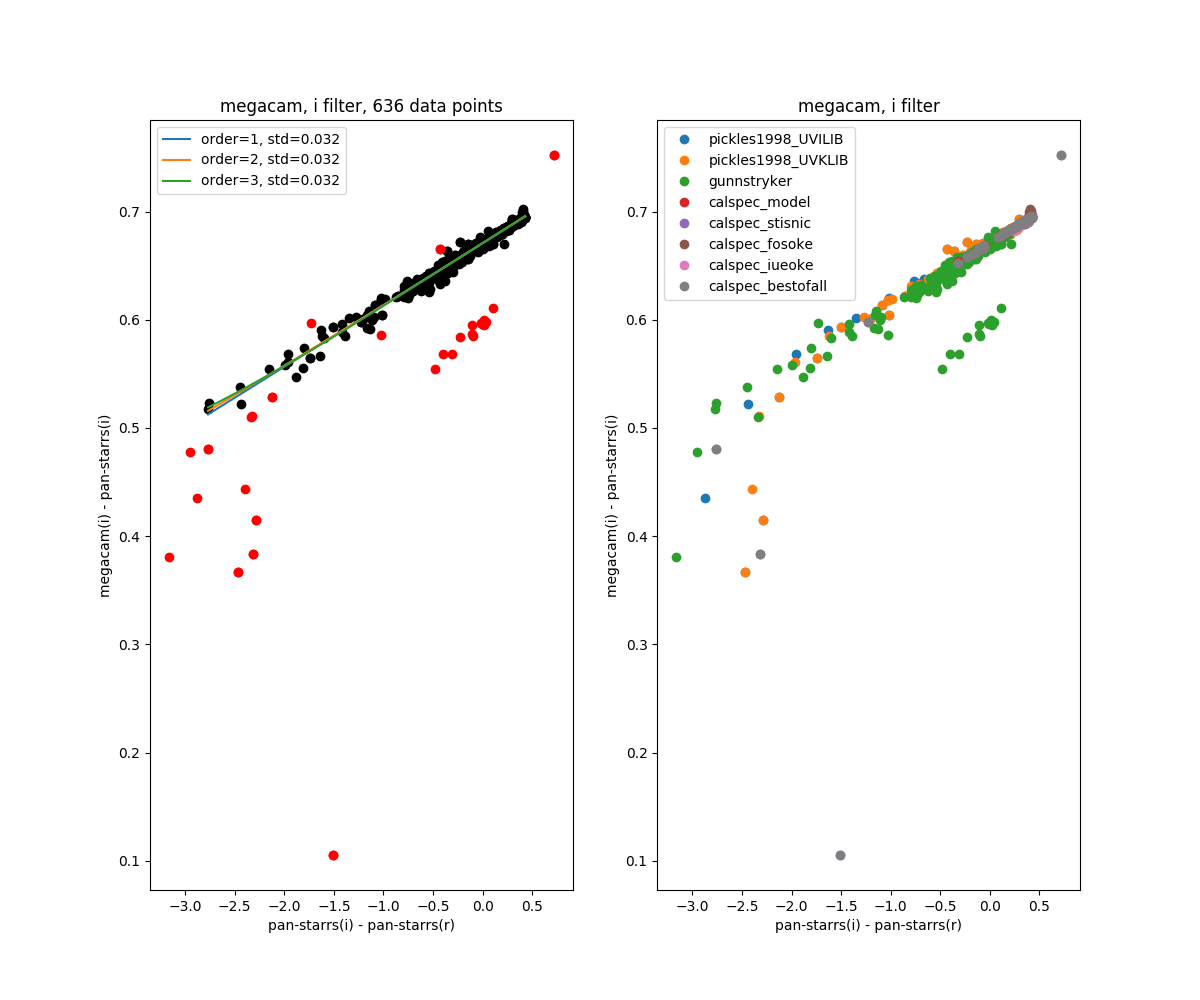 megacam, i filter, 636 data points
order=1, std=0.032
order=2, std=0.032
order=3, std=0.032
0.7
0.6
0.5
0.4
0.3
0.2
0.1
megacam(i) - pan-starrs(i)
−3.0 −2.5 −2.0 −1.5 −1.0 −0.5 0.0 0.5
pan-starrs(i) - pan-starrs(r)
megacam, i filter
pickles1998_UVILIB
pickles1998_UVKLIB
gunnstryker
calspec_model
calspec_stisnic
calspec_fosoke
calspec_iueoke
calspec_bestofall
0.7
0.6
0.5
0.4
0.3
0.2
0.1
megacam(i) - pan-starrs(i)
−3.0 −2.5 −2.0 −1.5 −1.0 −0.5 0.0 0.5
pan-starrs(i) - pan-starrs(r)